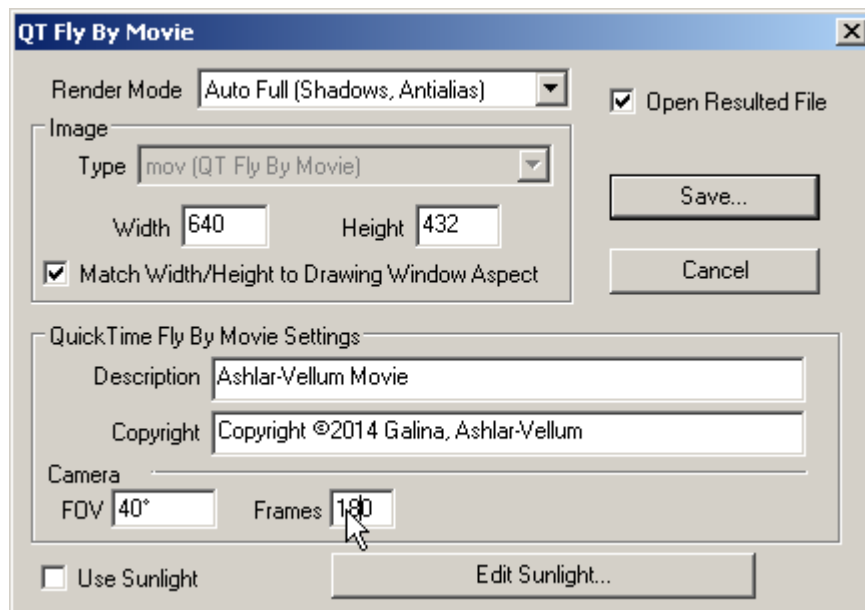 QT Fly By Movie
Render Mode Auto Full (Shadows, Antialias)
Open Resulted File
Image
Type mov (QT Fly By Movie)
Save...
Width 640 Height 432
Match Width/Height to Drawing Window Aspect
Cancel
QuickTime Fly By Movie Settings
Description Ashlar-Vellum Movie
Copyright Copyright ©2014 Galina, Ashlar-Vellum
Camera
FOV 40° Frames 180
Use Sunlight
Edit Sunlight...